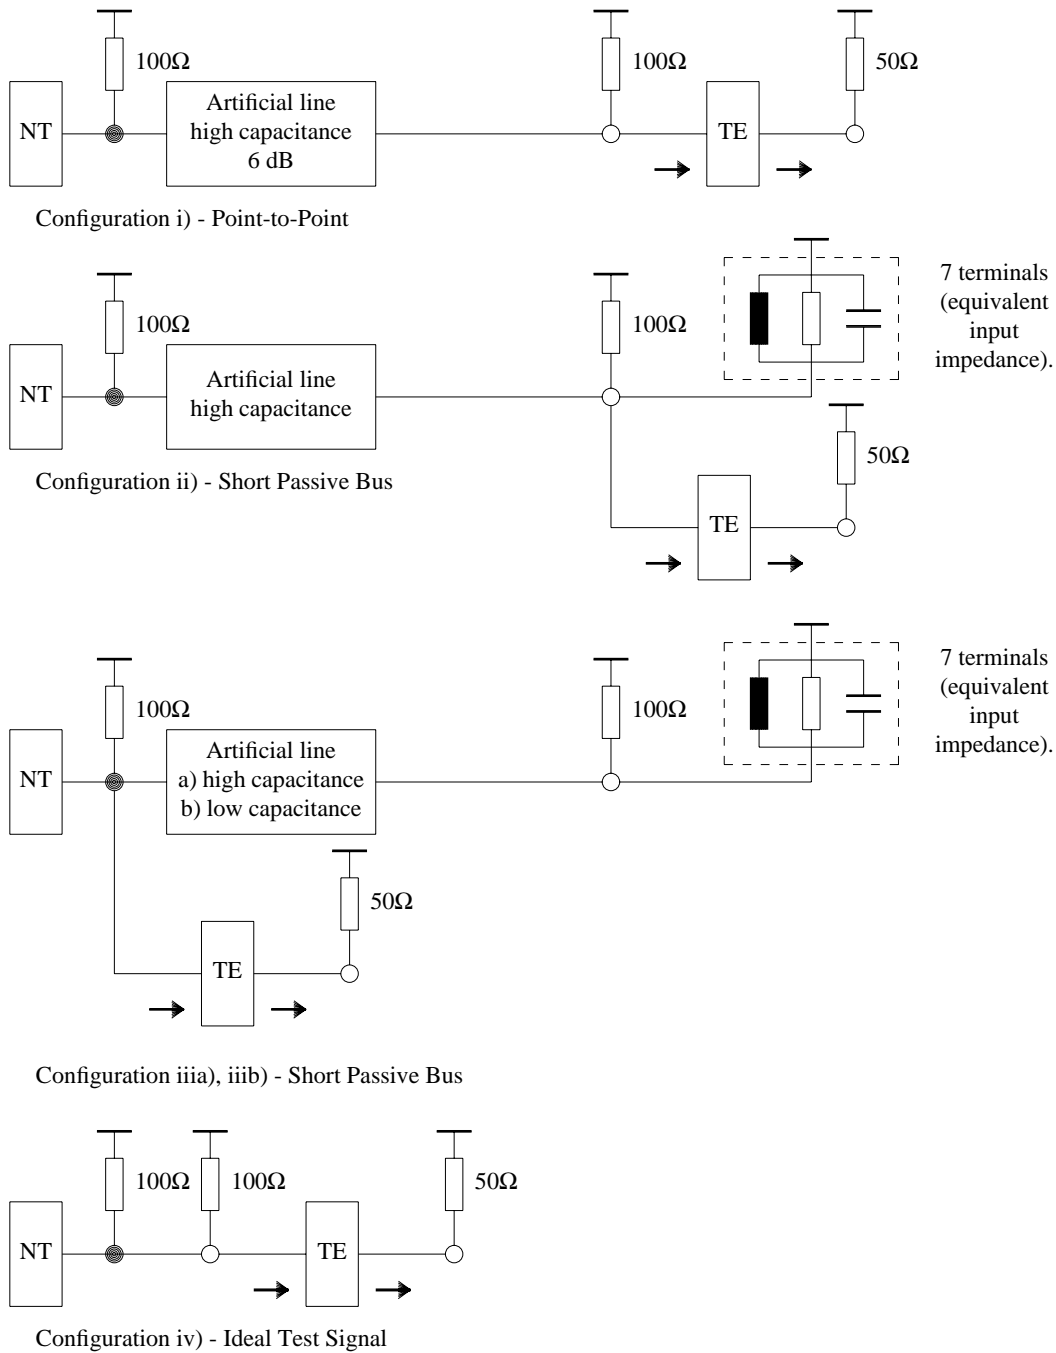 100Ω
100Ω
50Ω
NT
Artificial line
high capacitance
6 dB
TE
Configuration i) - Point-to-Point
100Ω
100Ω
7 terminals
(equivalent
input
impedance).
NT
Artificial line
high capacitance
50Ω
TE
Configuration ii) - Short Passive Bus
100Ω
100Ω
7 terminals
(equivalent
input
impedance).
NT
Artificial line
a) high capacitance
b) low capacitance
50Ω
TE
Configuration iiia), iiib) - Short Passive Bus
100Ω
100Ω
50Ω
NT
TE
Configuration iv) - Ideal Test Signal